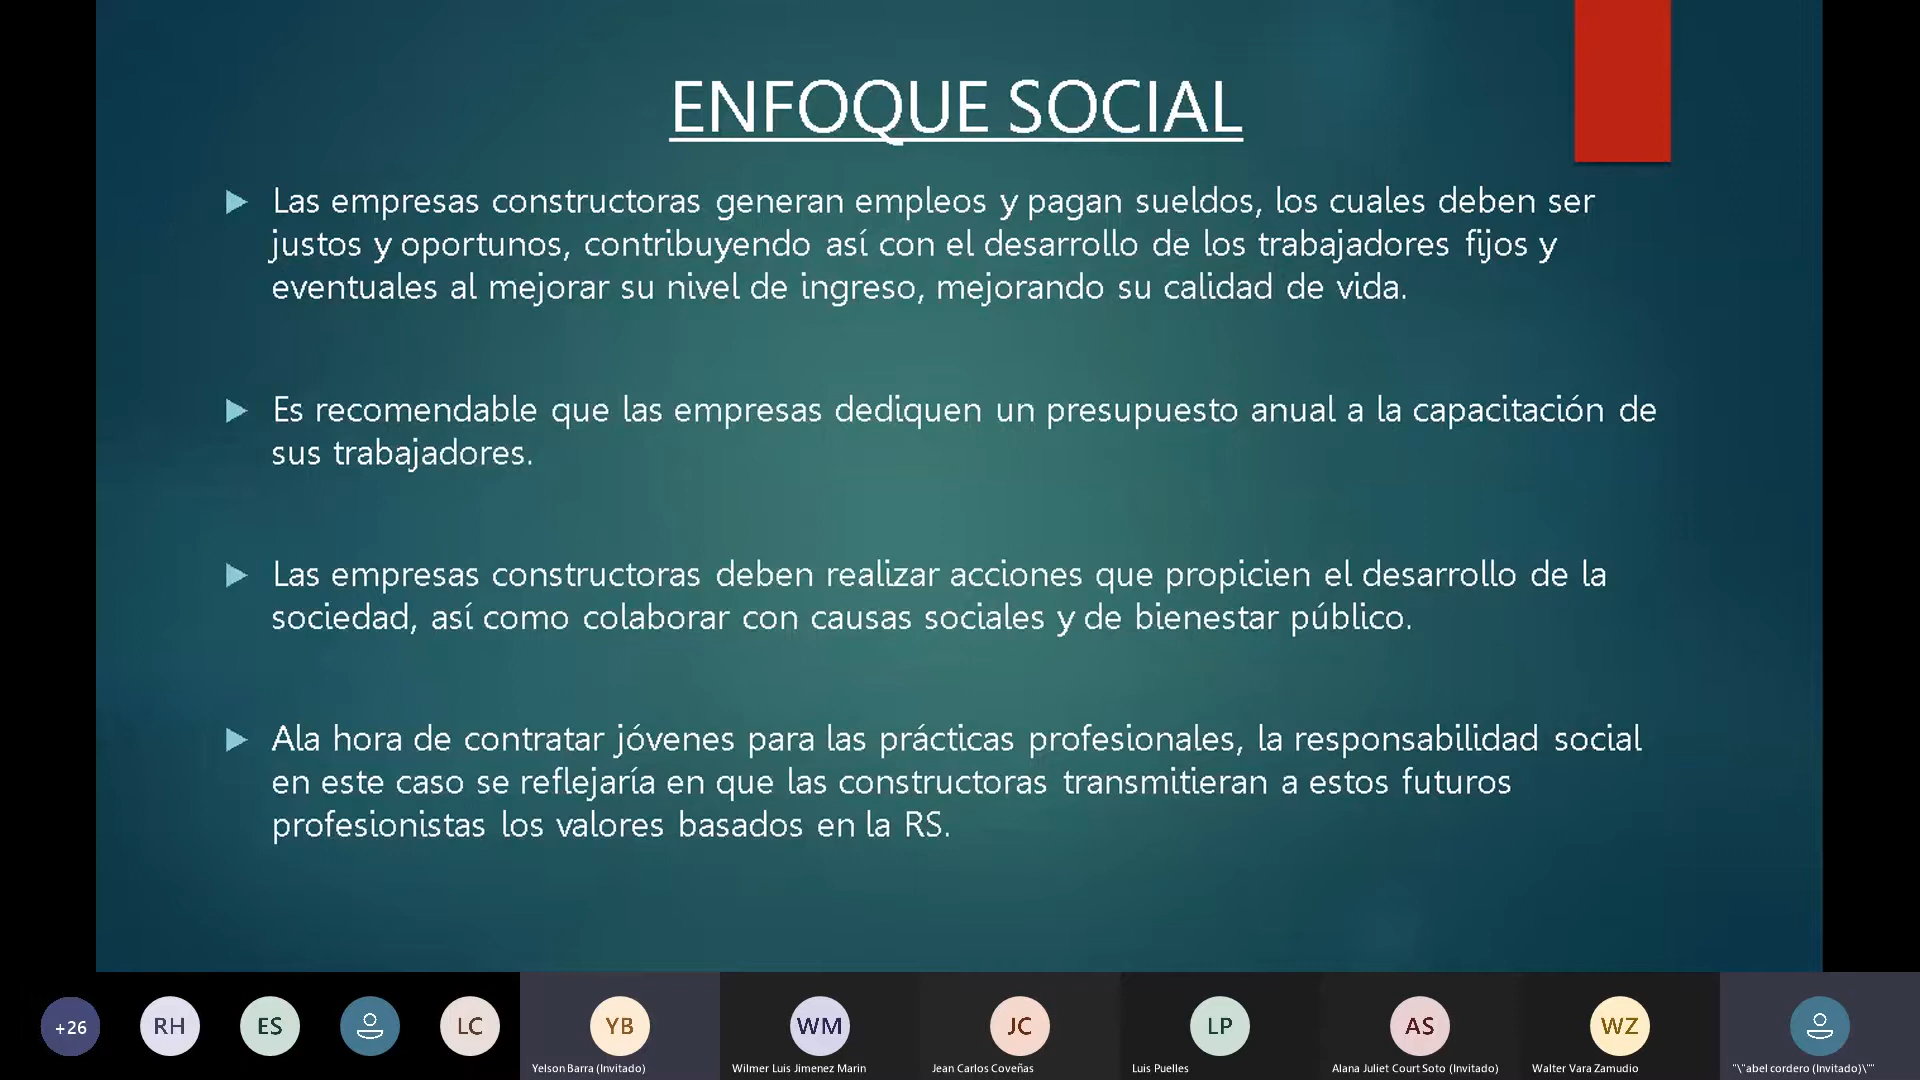 ENFOQUE SOCIAL
Las empresas constructoras generan empleos y pagan sueldos, los cuales deben ser
justos y oportunos, contribuyendo así con el desarrollo de los trabajadores fijos y
eventuales al mejorar su nivel de ingreso, mejorando su calidad de vida.
Es recomendable que las empresas dediquen un presupuesto anual a la capacitación de
sus trabajadores.
Las empresas constructoras deben realizar acciones que propicien el desarrollo de la
sociedad, así como colaborar con causas sociales y de bienestar público.
Ala hora de contratar jóvenes para las prácticas profesionales, la responsabilidad social
en este caso se reflejaría en que las constructoras transmitieran a estos futuros
profesionistas los valores basados en la RS.
+26 RH ES LC YB WM JC LP AS WZ
Yelson Barra (Invitado) Wilmer Luis Jimenez Marin Jean Carlos Coveñas Luis Puelles Alana Juliet Court Soto (Invitado) Walter Vara Zamudio "\"abel cordero (Invitado)\""